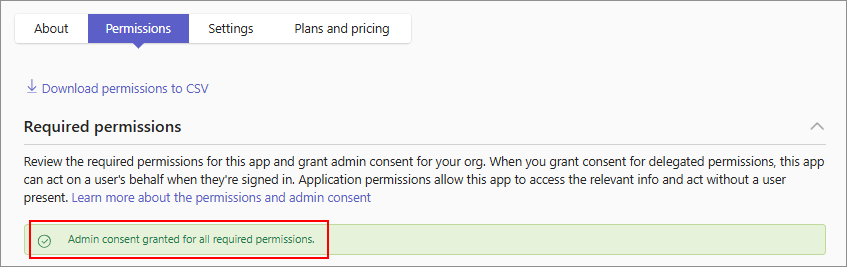 About Permissions Settings Plans and pricing
Download permissions to CSV
Required permissions
Review the required permissions for this app and grant admin consent for your org. When you grant consent for delegated permissions, this app
can act on a user's behalf when they're signed in. Application permissions allow this app to access the relevant info and act without a user
present. Learn more about the permissions and admin consent
Admin consent granted for all required permissions.